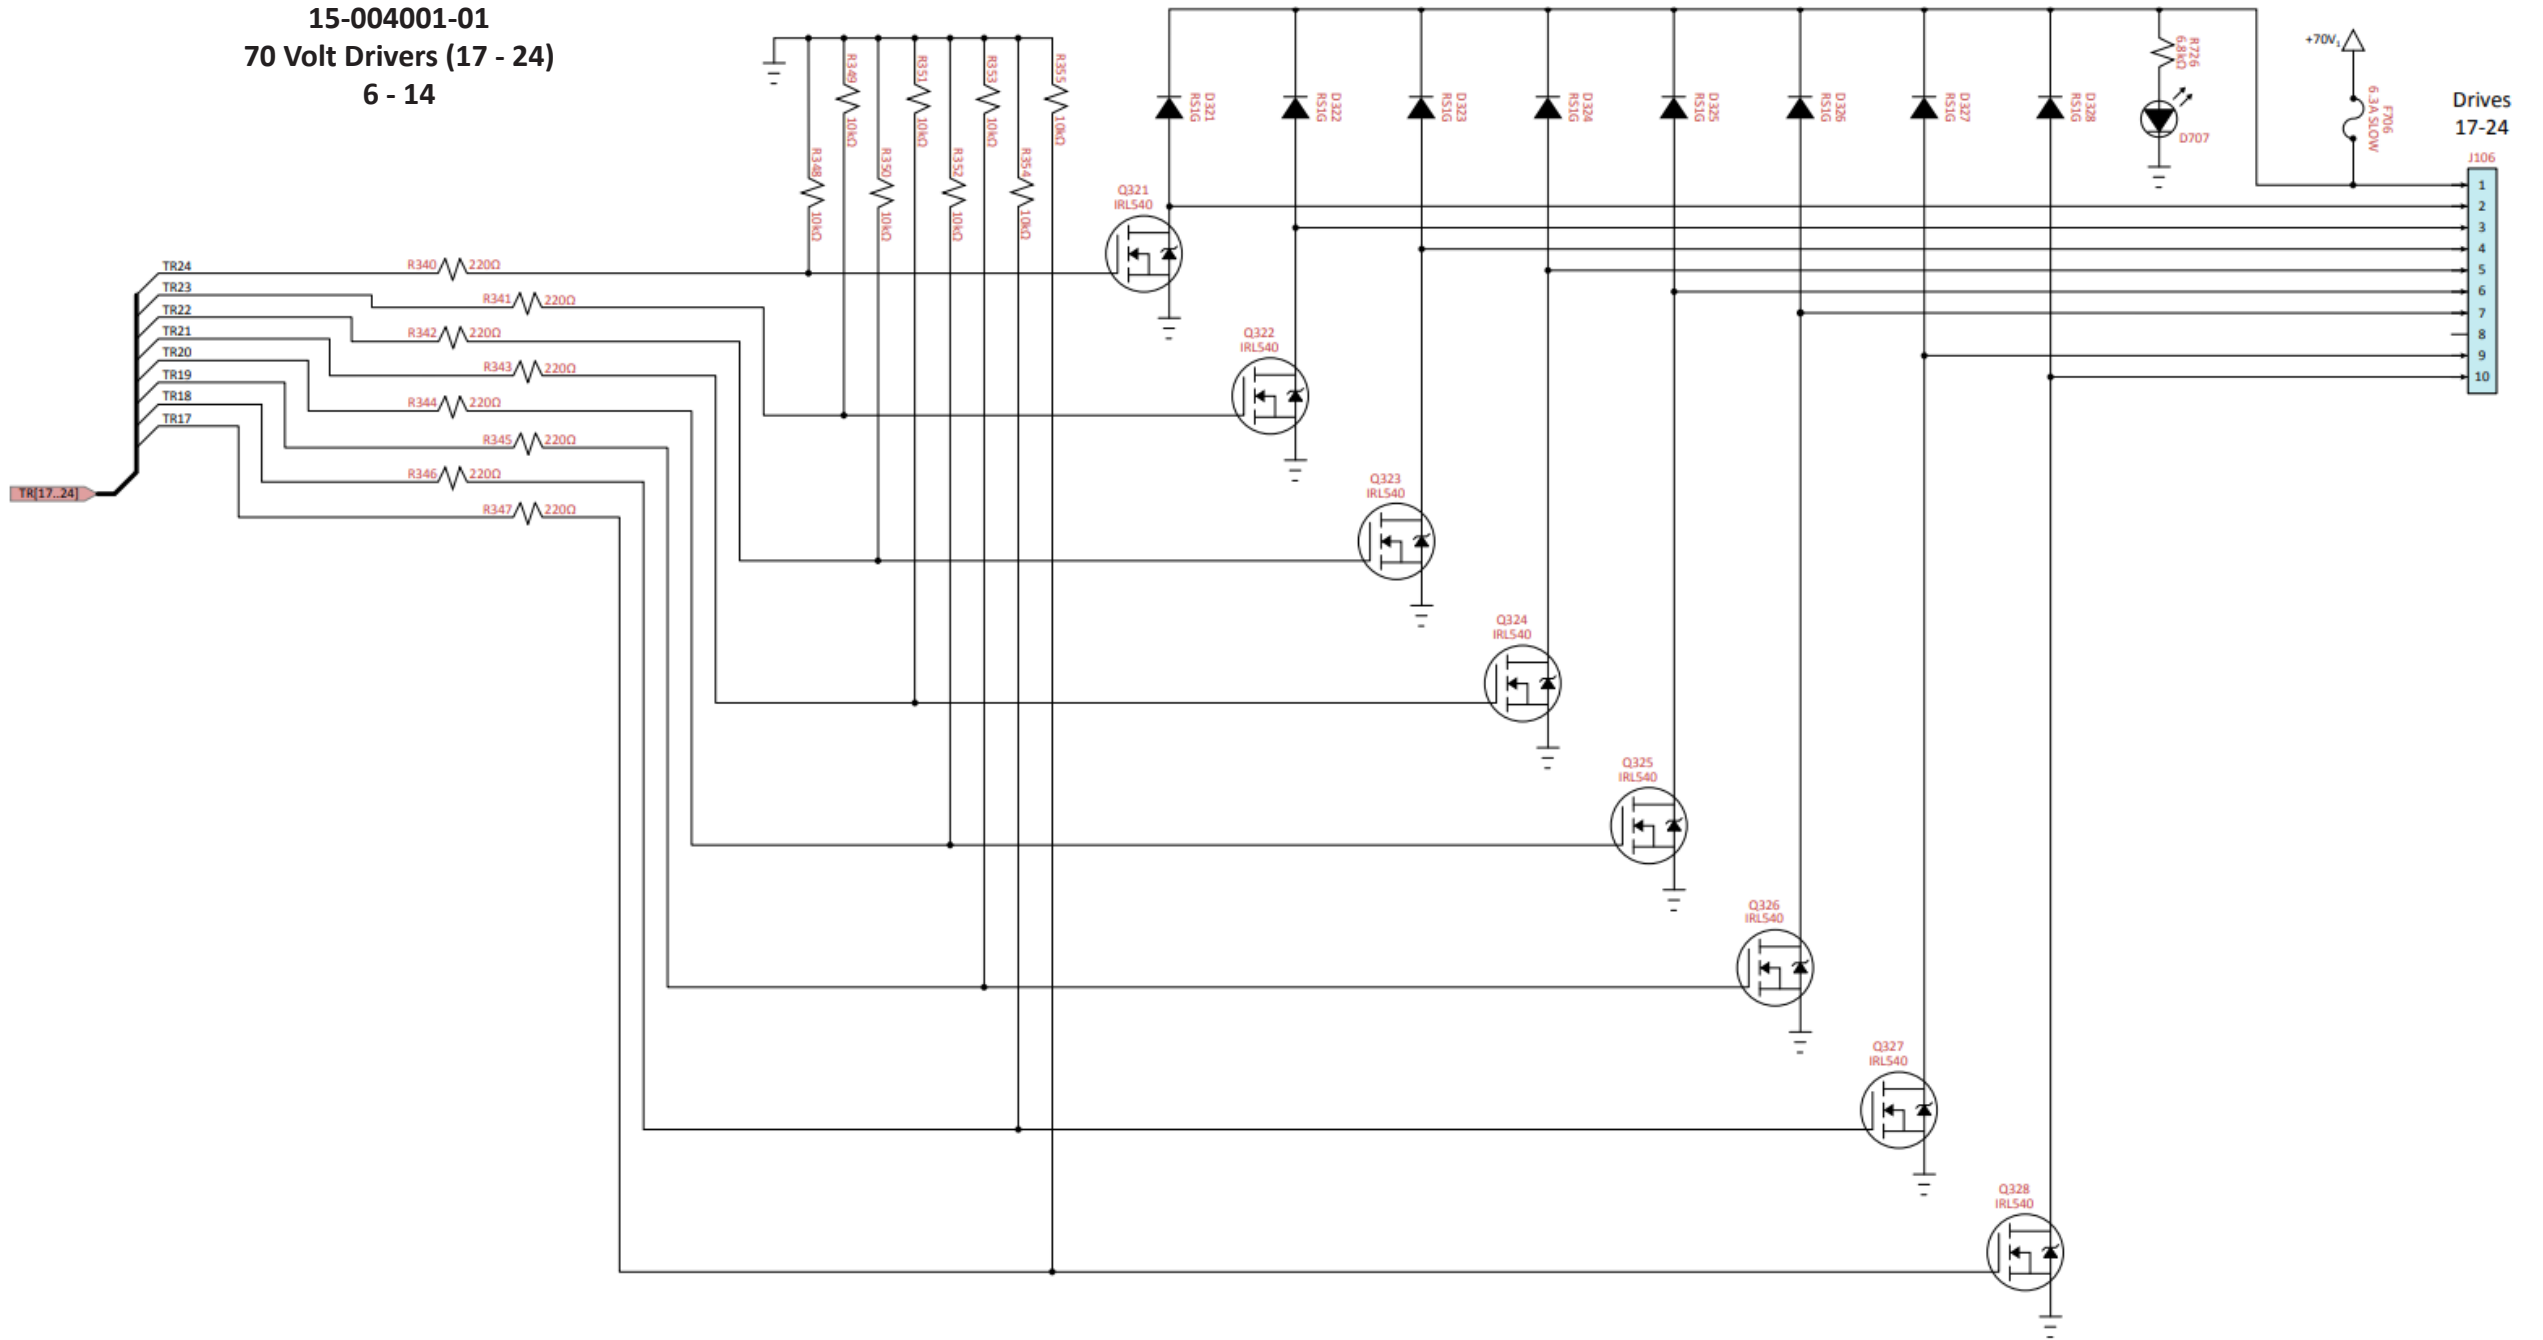 15-004001-01
70 Volt Drivers (17 - 24)
6 - 14
R349
10kΩ
R351
10kΩ
R353
10kΩ
R355
10kΩ
R348
10kΩ
R350
10kΩ
R352
10kΩ
R354
10kΩ
D321
RS1G
D322
RS1G
D323
RS1G
D324
RS1G
D325
RS1G
D326
RS1G
D327
RS1G
D328
RS1G
R726
6.8kΩ
D707
+70V1
F706
6.3A SLOW
Drives
17-24
J106
1
2
3
4
5
6
7
8
9
10
TR24
TR23
TR22
TR21
TR20
TR19
TR18
TR17
TR[17..24]
R340 220Ω
R341 220Ω
R342 220Ω
R343 220Ω
R344 220Ω
R345 220Ω
R346 220Ω
R347 220Ω
Q321
IRL540
Q322
IRL540
Q323
IRL540
Q324
IRL540
Q325
IRL540
Q326
IRL540
Q327
IRL540
Q328
IRL540